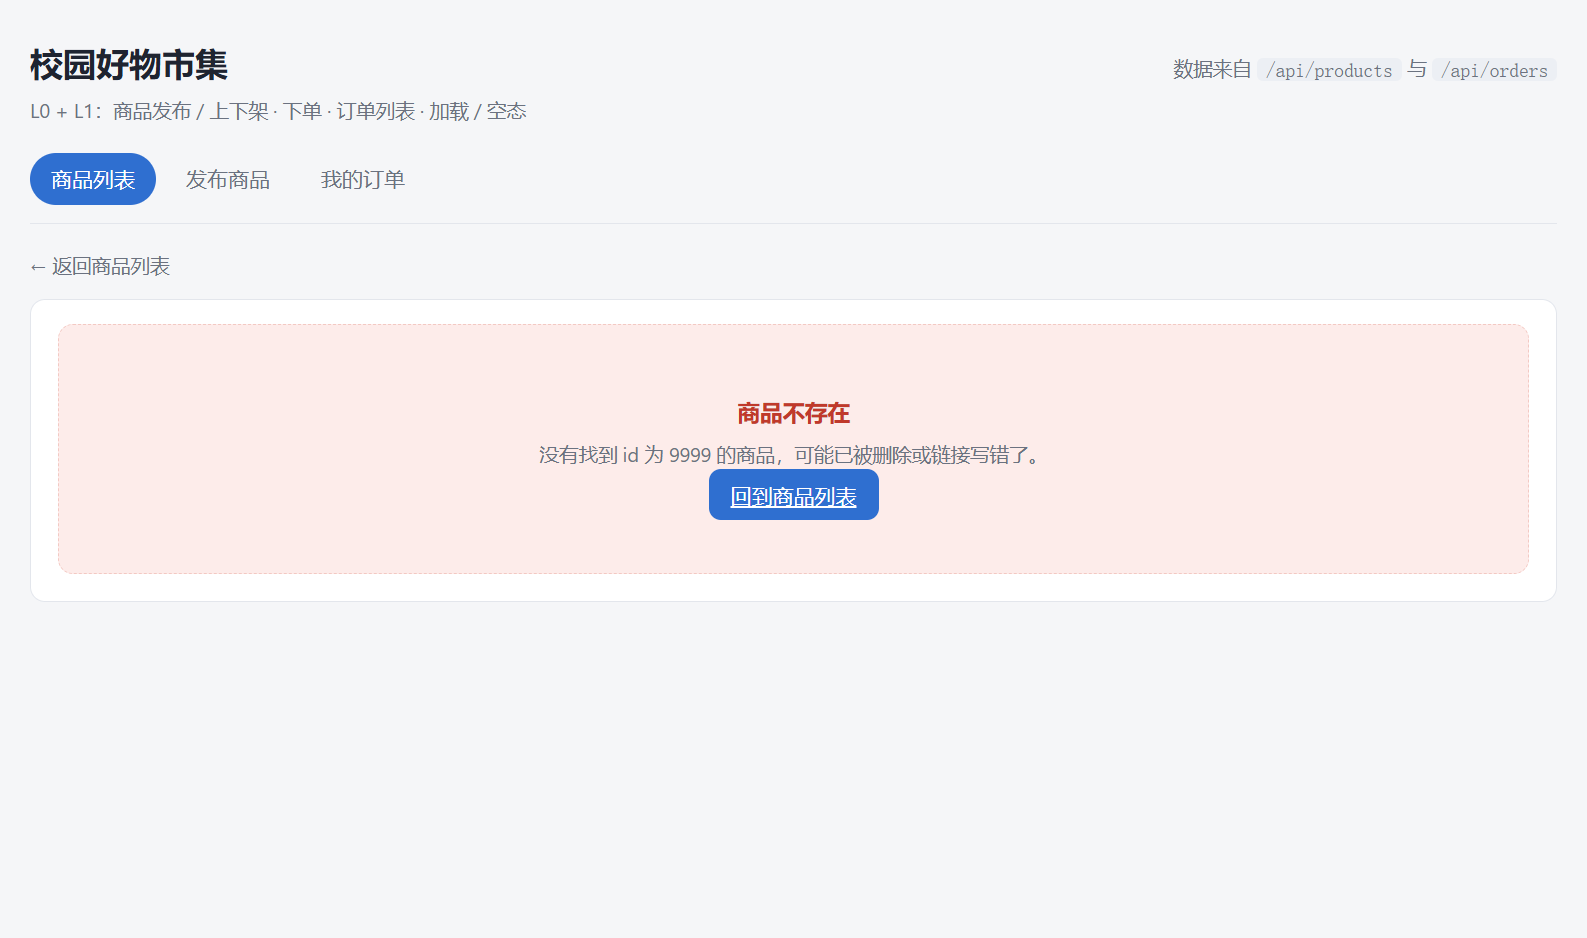 校园好物市集
数据来自 /api/products 与 /api/orders
L0 + L1：商品发布 / 上下架 · 下单 · 订单列表 · 加载 / 空态
商品列表 发布商品 我的订单
← 返回商品列表
商品不存在
没有找到 id 为 9999 的商品，可能已被删除或链接写错了。
回到商品列表